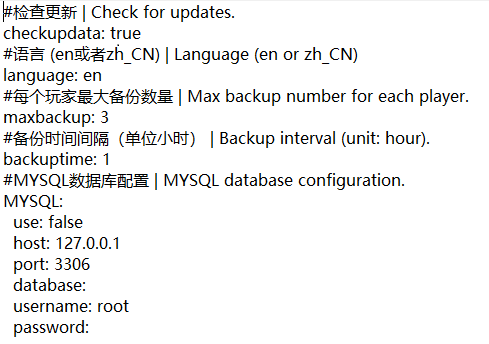 #检查更新 | Check for updates.
checkupdata: true
#语言 (en或者zh_CN) | Language (en or zh_CN)
language: en
#每个玩家最大备份数量 | Max backup number for each player.
maxbackup: 3
#备份时间间隔（单位小时） | Backup interval (unit: hour).
backuptime: 1
#MYSQL数据库配置 | MYSQL database configuration.
MYSQL:
  use: false
  host: 127.0.0.1
  port: 3306
  database:
  username: root
  password: